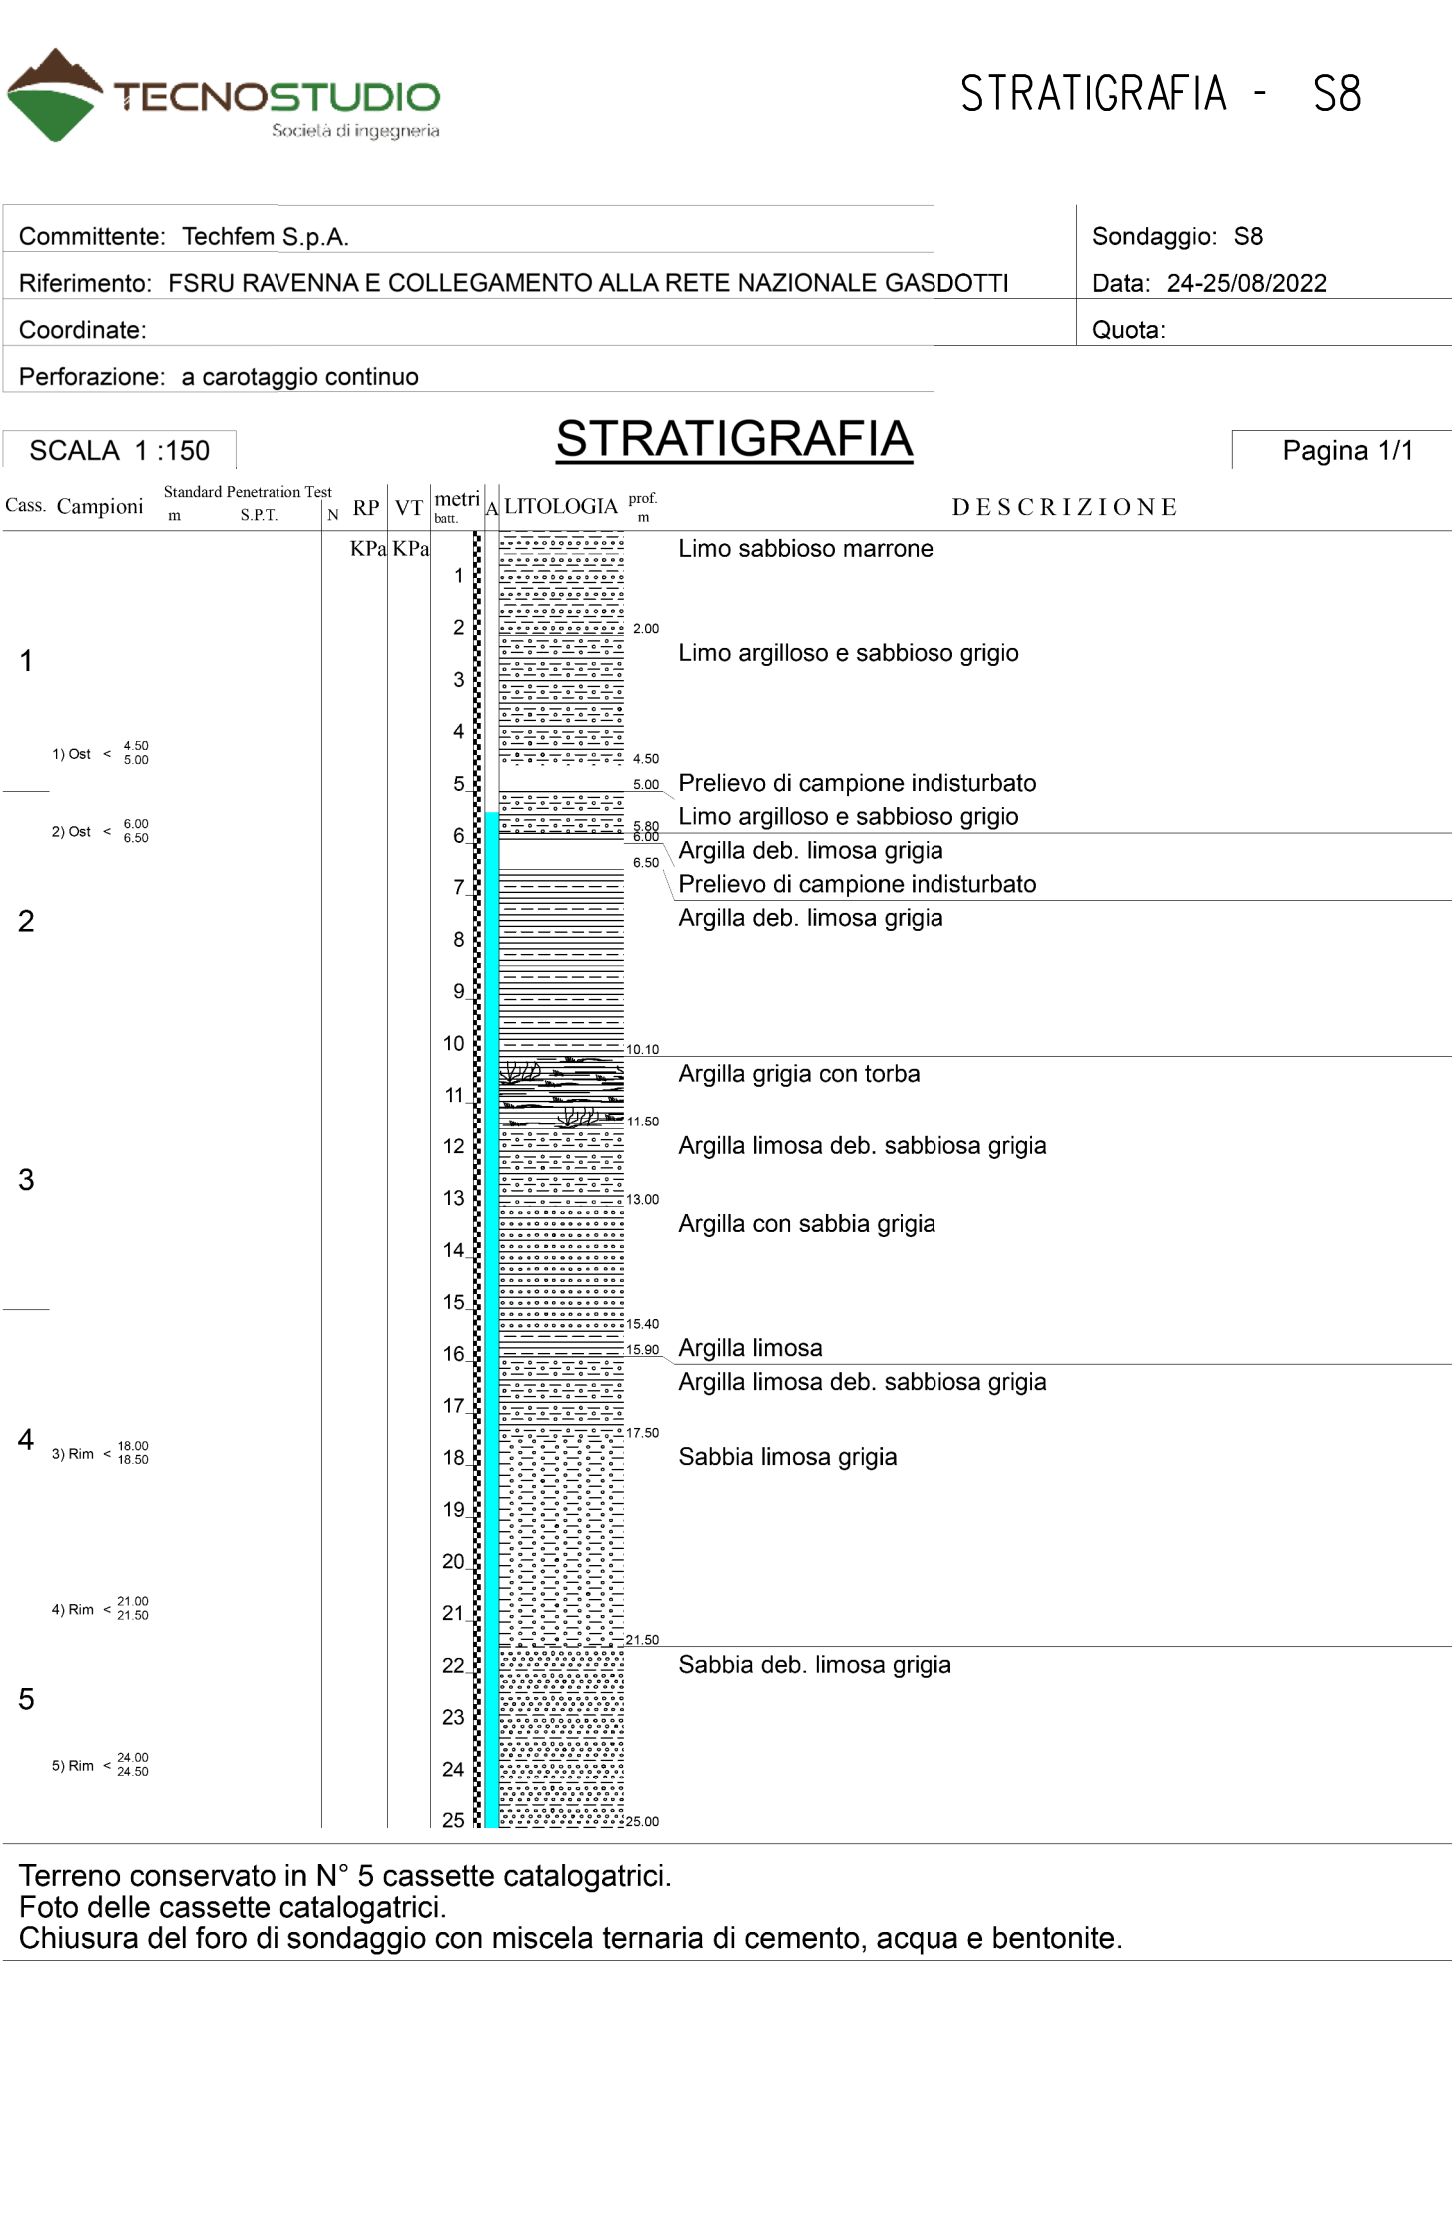 TECNOSTUDIO
Società di ingegneria
STRATIGRAFIA - S8
Committente: Techfem S.p.A.
Sondaggio: S8
Riferimento: FSRU RAVENNA E COLLEGAMENTO ALLA RETE NAZIONALE GASDOTTI
Data: 24-25/08/2022
Coordinate:
Quota:
Perforazione: a carotaggio continuo
SCALA 1 :150
STRATIGRAFIA
Pagina 1/1
Cass. Campioni Standard Penetration Test m S.P.T. N RP VT metri batt. A LITOLOGIA prof. m DESCRIZIONE
KPa KPa
Limo sabbioso marrone
1
2
2.00
1
Limo argilloso e sabbioso grigio
3
4
1) Ost < 4.50 5.00
4.50
5
5.00
Prelievo di campione indisturbato
Limo argilloso e sabbioso grigio
2) Ost < 6.00 6.50
5.80
6
6.00
Argilla deb. limosa grigia
6.50
Prelievo di campione indisturbato
7
2
Argilla deb. limosa grigia
8
9
10
10.10
Argilla grigia con torba
11
11.50
12
Argilla limosa deb. sabbiosa grigia
3
13
13.00
Argilla con sabbia grigia
14
15
15.40
16
15.90
Argilla limosa
Argilla limosa deb. sabbiosa grigia
17
17.50
4
3) Rim < 18.00 18.50
18
Sabbia limosa grigia
19
20
4) Rim < 21.00 21.50
21
21.50
22
Sabbia deb. limosa grigia
5
23
5) Rim < 24.00 24.50
24
25
25.00
Terreno conservato in N° 5 cassette catalogatrici.
Foto delle cassette catalogatrici.
Chiusura del foro di sondaggio con miscela ternaria di cemento, acqua e bentonite.